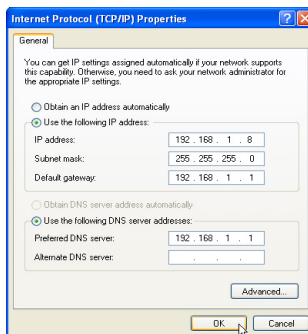 Internet Protocol (TCP/IP) Properties
General
You can get IP settings assigned automatically if your network supports
this capability. Otherwise, you need to ask your network administrator for
the appropriate IP settings.
Obtain an IP address automatically
Use the following IP address:
IP address: 192 . 168 . 1 . 8
Subnet mask: 255 . 255 . 255 . 0
Default gateway: 192 . 168 . 1 . 1
Obtain DNS server address automatically
Use the following DNS server addresses:
Preferred DNS server: 192 . 168 . 1 . 1
Alternate DNS server: . . .
Advanced...
OK Cancel